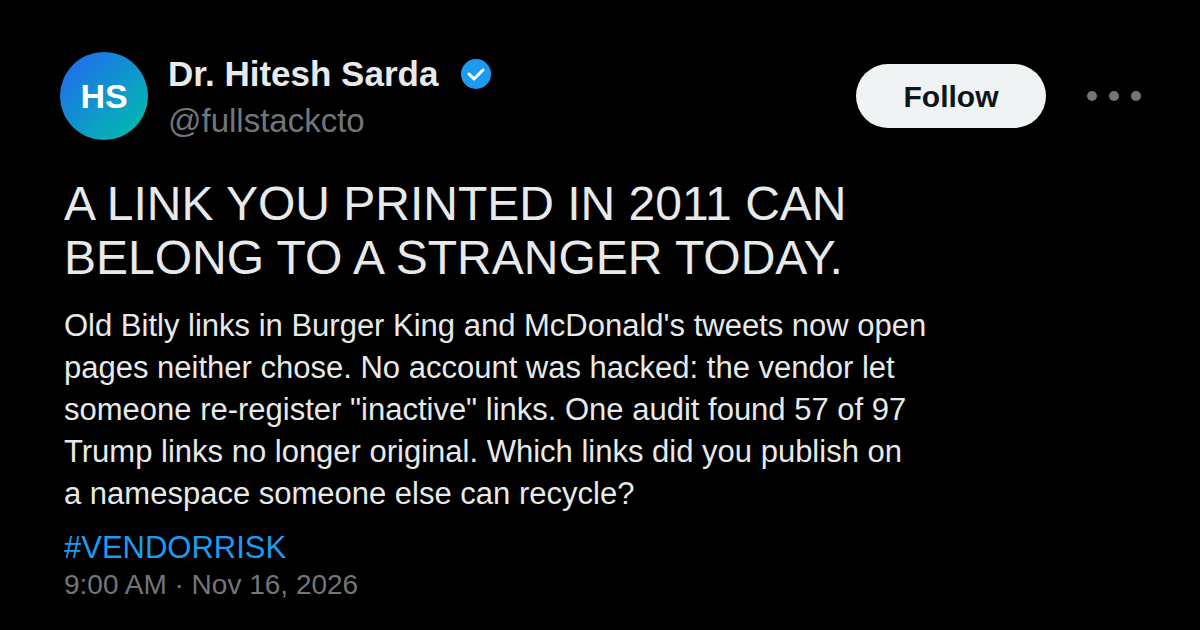 HS
Dr. Hitesh Sarda
@fullstackcto
Follow
A LINK YOU PRINTED IN 2011 CAN
BELONG TO A STRANGER TODAY.
Old Bitly links in Burger King and McDonald's tweets now open
pages neither chose. No account was hacked: the vendor let
someone re-register "inactive" links. One audit found 57 of 97
Trump links no longer original. Which links did you publish on
a namespace someone else can recycle?
#VENDORRISK
9:00 AM · Nov 16, 2026